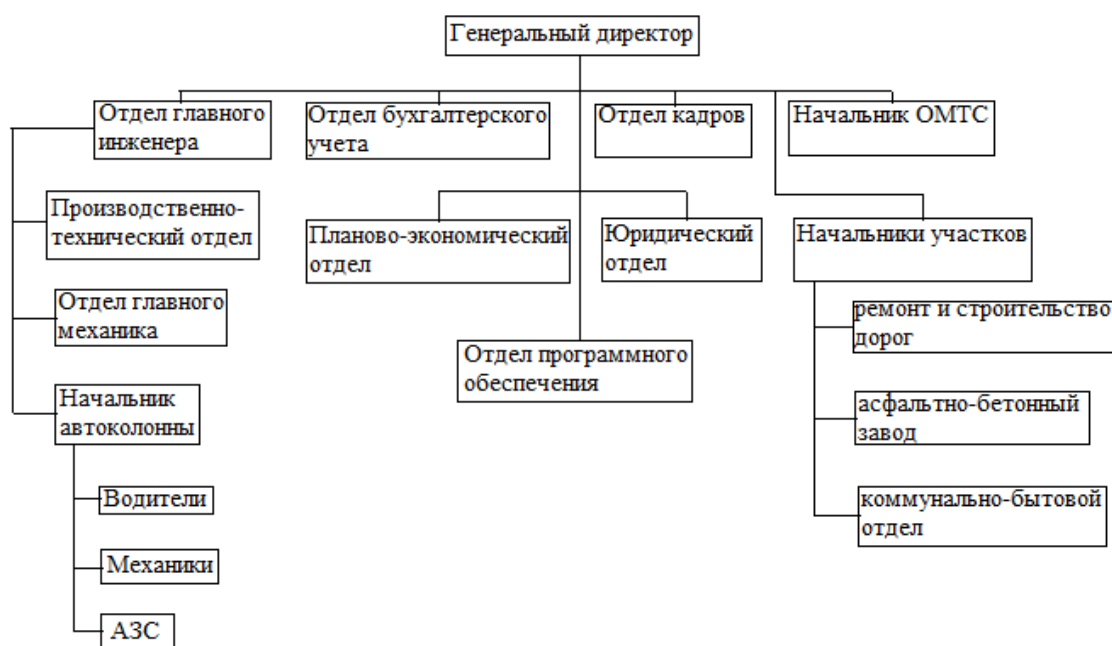 Генеральный директор
Отдел главного
инженера
Отдел бухгалтерского
учета
Отдел кадров
Начальник ОМТС
Производственно-
технический отдел
Планово-экономический
отдел
Юридический
отдел
Начальники участков
Отдел главного
механика
ремонт и строительство
дорог
Отдел программного
обеспечения
Начальник
автоколонны
асфальтно-бетонный
завод
Водители
коммунально-бытовой
отдел
Механики
АЗС